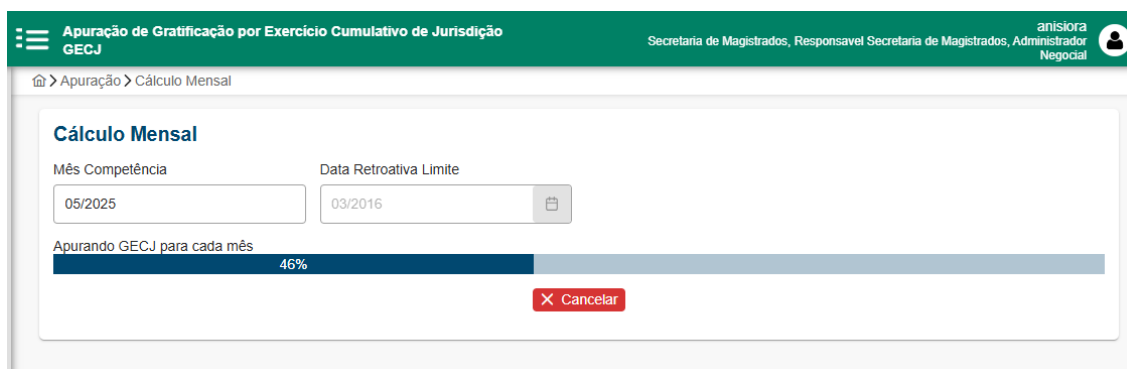 Apuração de Gratificação por Exercício Cumulativo de Jurisdição
GECJ
anisiora
Secretaria de Magistrados, Responsavel Secretaria de Magistrados, Administrador
Negocial
Apuração
Cálculo Mensal
Cálculo Mensal
Mês Competência
Data Retroativa Limite
05/2025
03/2016
Apurando GECJ para cada mês
46%
Cancelar